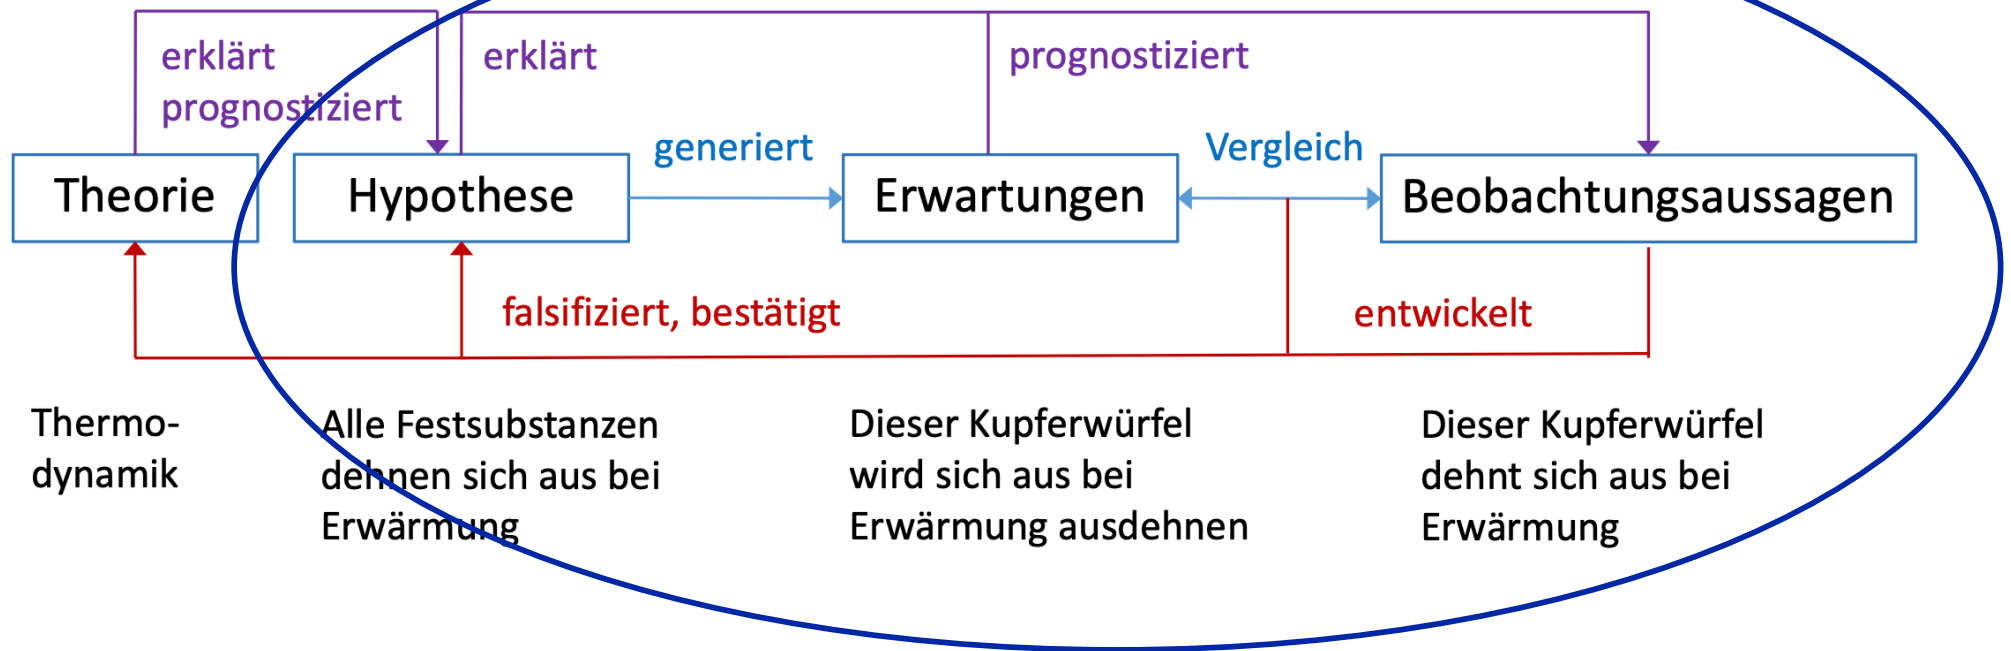 erklärt
prognostiziert
erklärt
prognostiziert
generiert
Vergleich
Theorie
Hypothese
Erwartungen
Beobachtungsaussagen
falsifiziert, bestätigt
entwickelt
Thermo-
dynamik
Alle Festsubstanzen
dehnen sich aus bei
Erwärmung
Dieser Kupferwürfel
wird sich aus bei
Erwärmung ausdehnen
Dieser Kupferwürfel
dehnt sich aus bei
Erwärmung